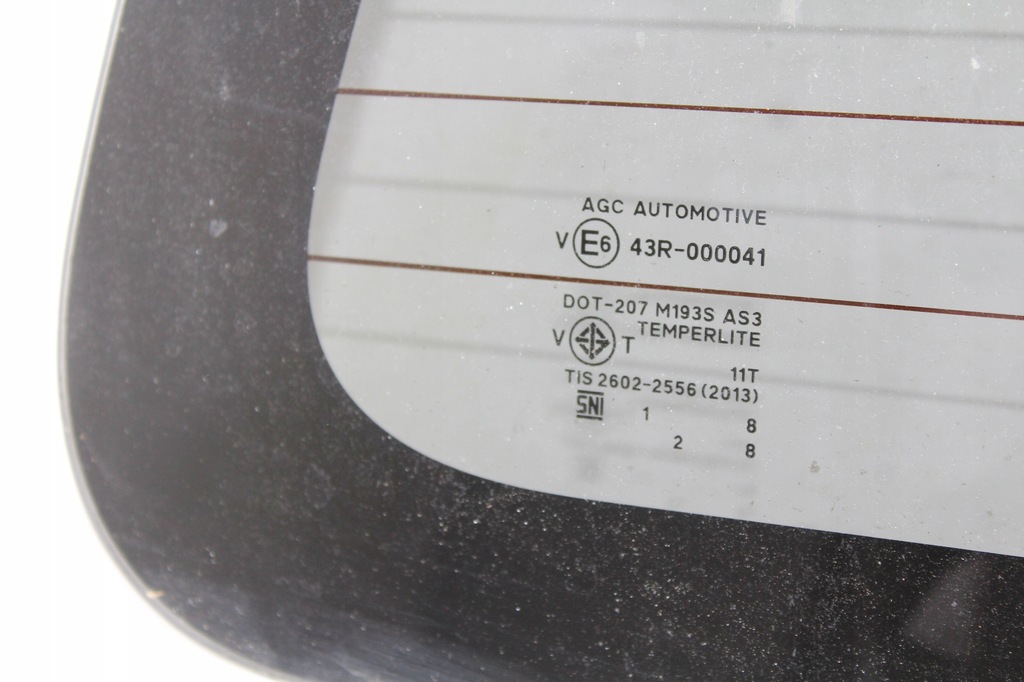 AGC AUTOMOTIVE
V E6 43R-000041
DOT-207 M193S AS3
TEMPERLITE
V T
11T
TIS 2602-2556 (2013)
SNI 1 8
2 8